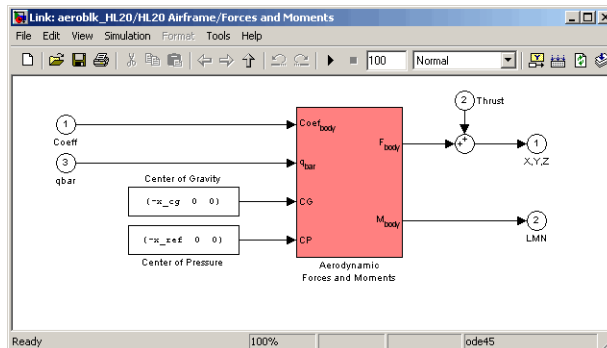 Link: aeroblk_HL20/HL20 Airframe/Forces and Moments
File Edit View Simulation Format Tools Help
100 Normal
2 Thrust
1
Coeff
3
qbar
Center of Gravity
(-x_cg 0 0)
(-x_ref 0 0)
Center of Pressure
Coef body
q bar
CG
CP
F body
M body
Aerodynamic
Forces and Moments
++
1
X,Y,Z
2
LMN
Ready 100% ode45